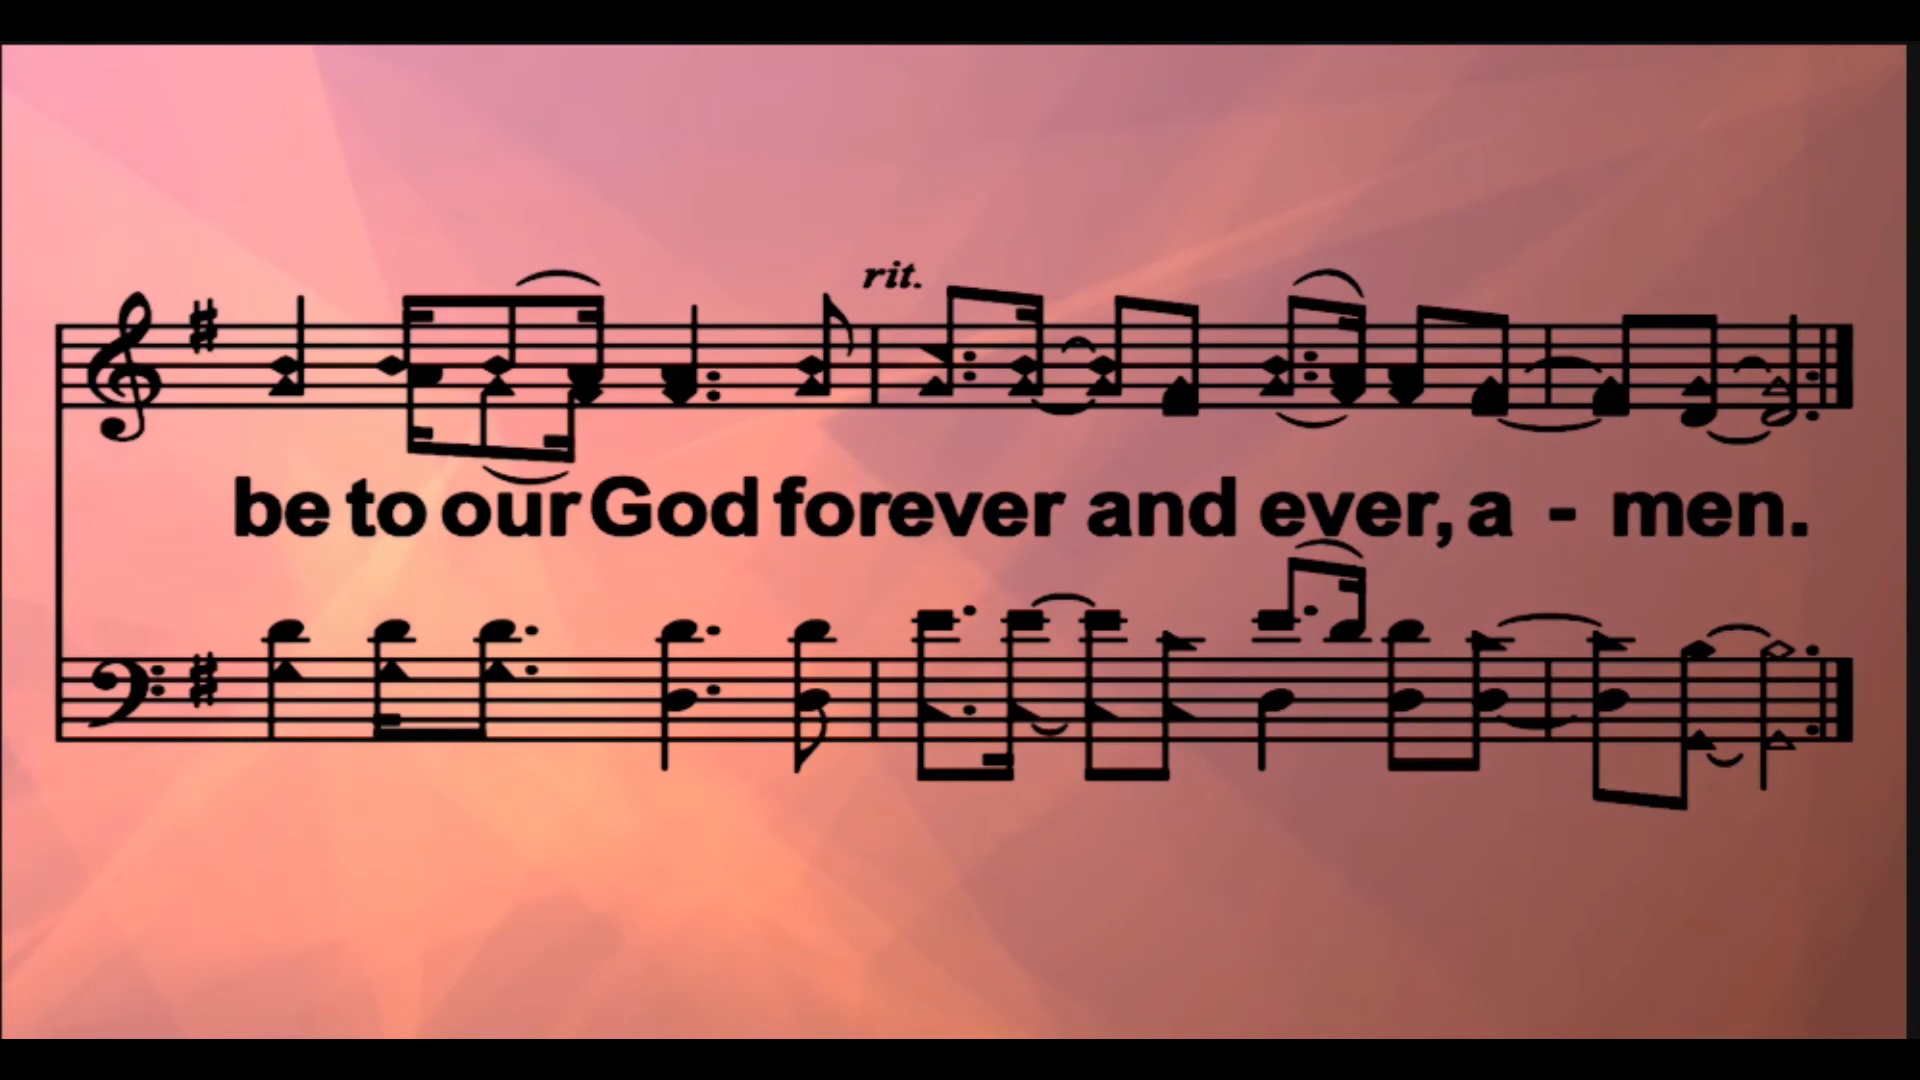 rit.
be to our God forever and ever, a - men.